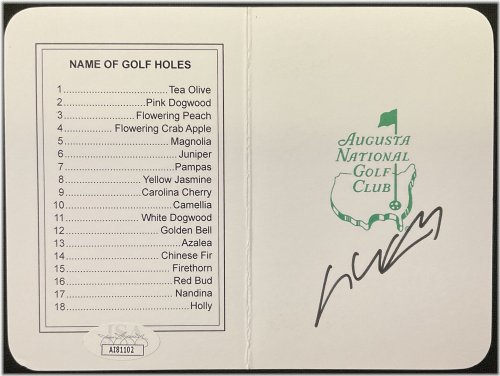 NAME OF GOLF HOLES
1..............................Tea Olive
2......................Pink Dogwood
3..................Flowering Peach
4............Flowering Crab Apple
5..............................Magnolia
6.................................Juniper
7................................Pampas
8.....................Yellow Jasmine
9....................Carolina Cherry
10..............................Camellia
11...................White Dogwood
12........................Golden Bell
13................................Azalea
14.........................Chinese Fir
15.............................Firethorn
16..............................Red Bud
17..............................Nandina
18...................................Holly
JSA
AI81102
AUGUSTA
NATIONAL
GOLF
CLUB